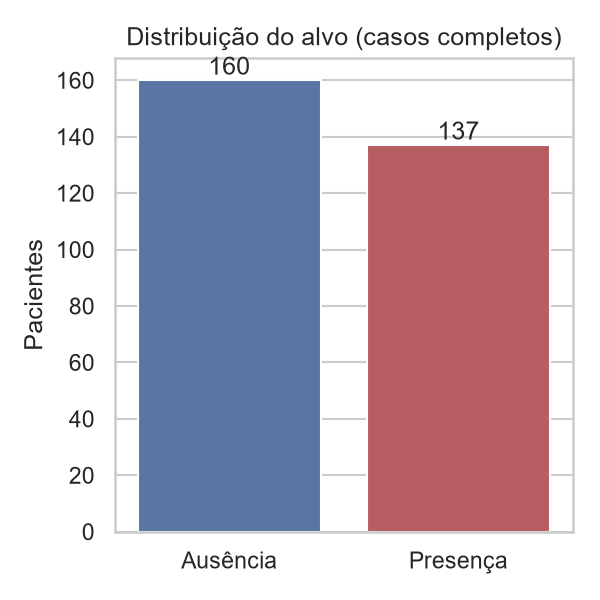 Distribuição do alvo (casos completos)
160
137
160
140
120
100
80
60
40
20
0
Pacientes
Ausência
Presença